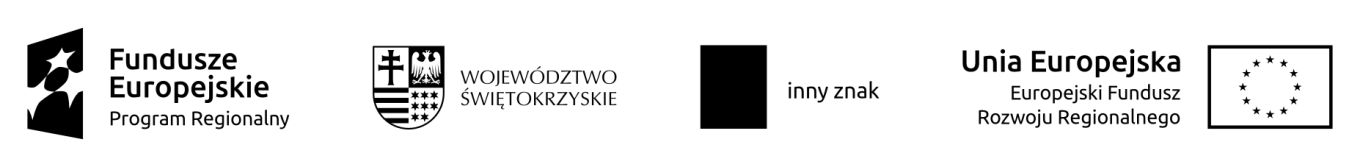 Fundusze
Europejskie
Program Regionalny
WOJEWÓDZTWO
ŚWIĘTOKRZYSKIE
inny znak
Unia Europejska
Europejski Fundusz
Rozwoju Regionalnego